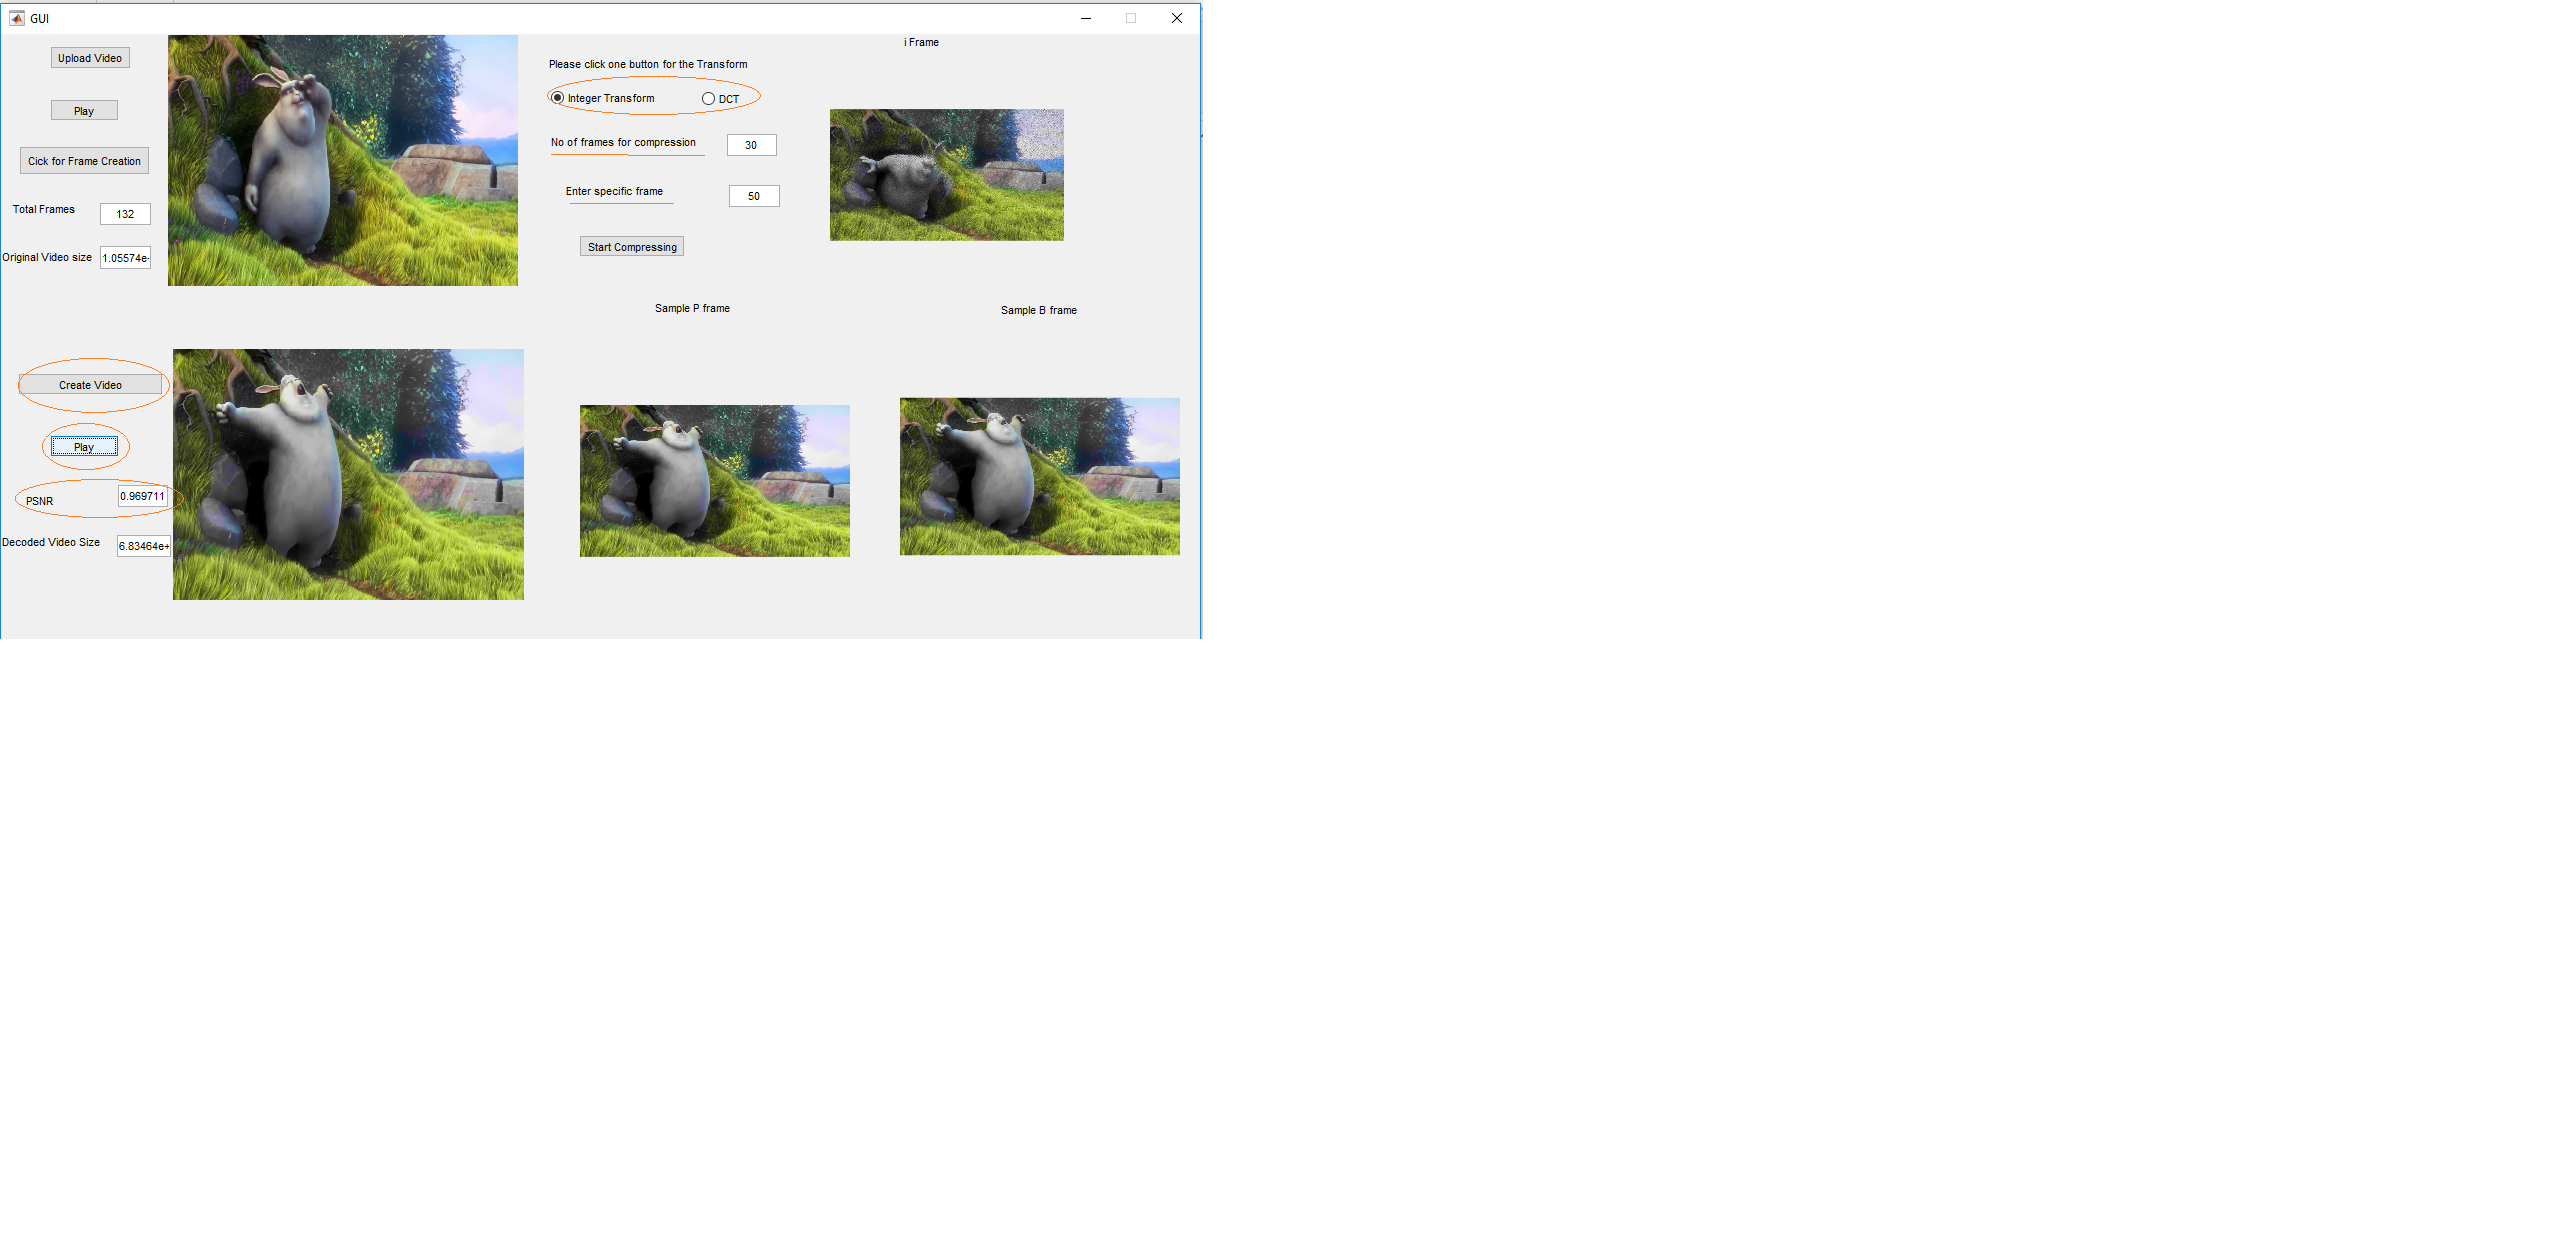 GUI
Upload Video
Play
Cick for Frame Creation
Total Frames 132
Original Video size 1.05574e-
Please click one button for the Transform
Integer Transform DCT
No of frames for compression 30
Enter specific frame 50
Start Compressing
i Frame
Create Video
Play
PSNR 0.969711
Decoded Video Size 6.83464e+
Sample P frame
Sample B frame